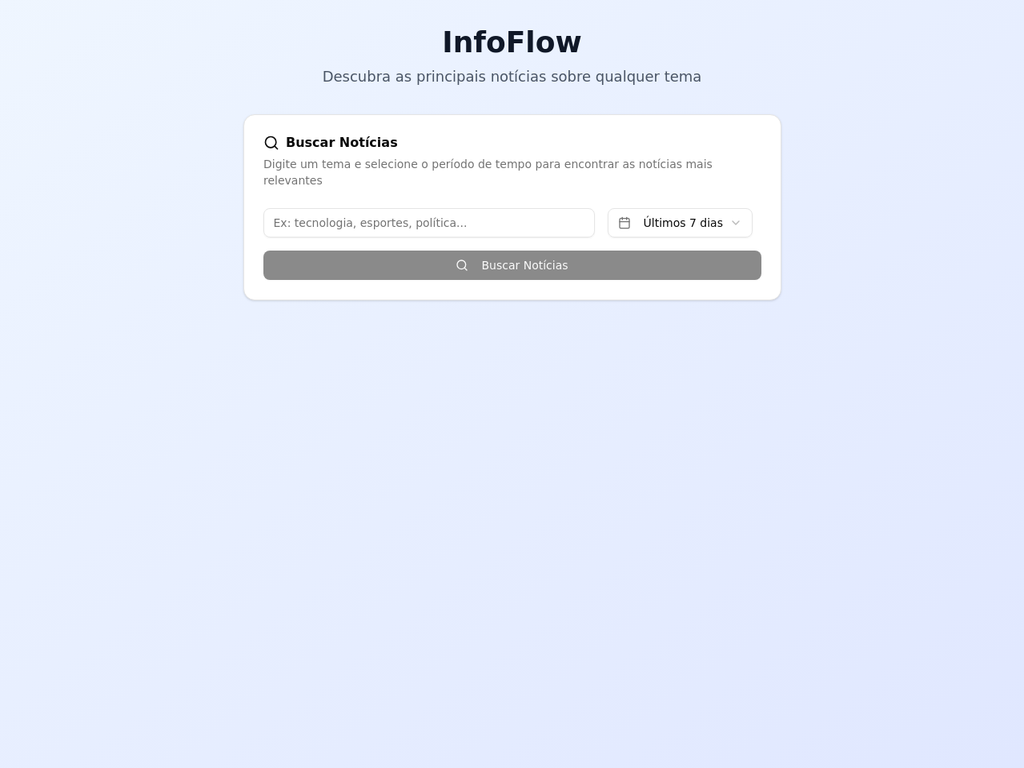 InfoFlow
Descubra as principais notícias sobre qualquer tema
Buscar Notícias
Digite um tema e selecione o período de tempo para encontrar as notícias mais
relevantes
Ex: tecnologia, esportes, política...
Últimos 7 dias
Buscar Notícias